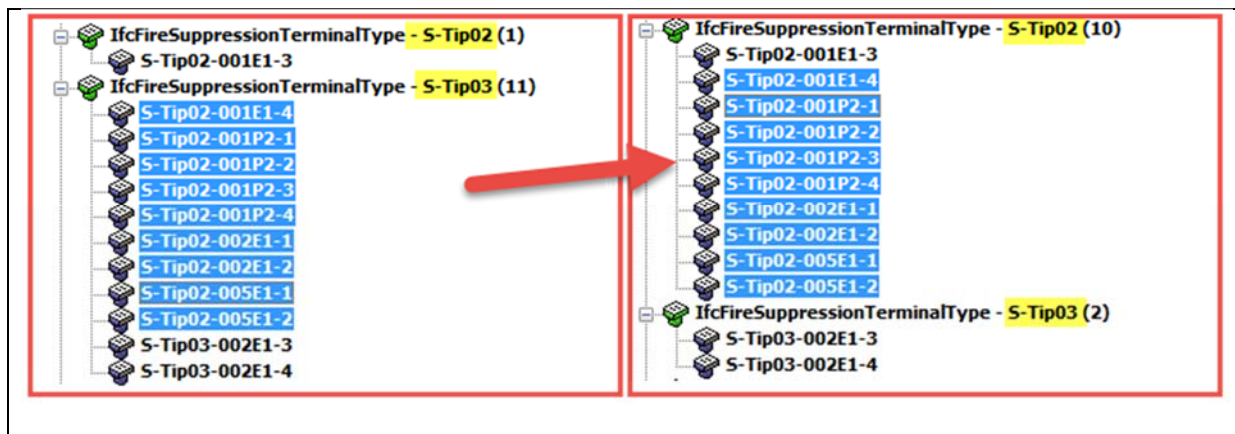 IfcFireSuppressionTerminalType - S-Tip02 (1)
S-Tip02-001E1-3
IfcFireSuppressionTerminalType - S-Tip03 (11)
S-Tip02-001E1-4
S-Tip02-001P2-1
S-Tip02-001P2-2
S-Tip02-001P2-3
S-Tip02-001P2-4
S-Tip02-002E1-1
S-Tip02-002E1-2
S-Tip02-005E1-1
S-Tip02-005E1-2
S-Tip03-002E1-3
S-Tip03-002E1-4
IfcFireSuppressionTerminalType - S-Tip02 (10)
S-Tip02-001E1-3
S-Tip02-001E1-4
S-Tip02-001P2-1
S-Tip02-001P2-2
S-Tip02-001P2-3
S-Tip02-001P2-4
S-Tip02-002E1-1
S-Tip02-002E1-2
S-Tip02-005E1-1
S-Tip02-005E1-2
IfcFireSuppressionTerminalType - S-Tip03 (2)
S-Tip03-002E1-3
S-Tip03-002E1-4